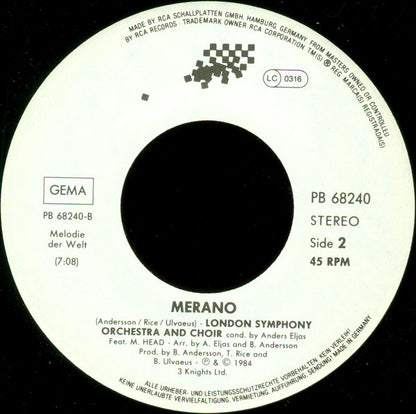 MADE BY RCA SCHALLPLATTEN GMBH, HAMBURG, GERMANY FROM MASTERS OWNED OR CONTROLLED
BY RCA RECORDS · TRADEMARK OWNER RCA CORPORATION. TM(S) ® REG. MARCA(S) REGISTRADA(S)
LC 0316
GEMA
PB 68240-B
Melodie
der Welt
(7:08)
PB 68240
STEREO
Side 2
45 RPM
MERANO
(Andersson / Rice / Ulvaeus) - LONDON SYMPHONY
ORCHESTRA AND CHOIR cond. by Anders Eljas
Feat. M. HEAD - Arr. by A. Eljas and B. Andersson
Prod. by B. Andersson, T. Rice and
B. Ulvaeus - ℗ & © 1984
3 Knights Ltd.
ALLE URHEBER- UND LEISTUNGSSCHUTZRECHTE VORBEHALTEN. KEIN VERLEIH!
KEINE UNERLAUBTE VERVIELFÄLTIGUNG. VERMIETUNG. AUFFÜHRUNG. SENDUNG! MADE IN GERMANY